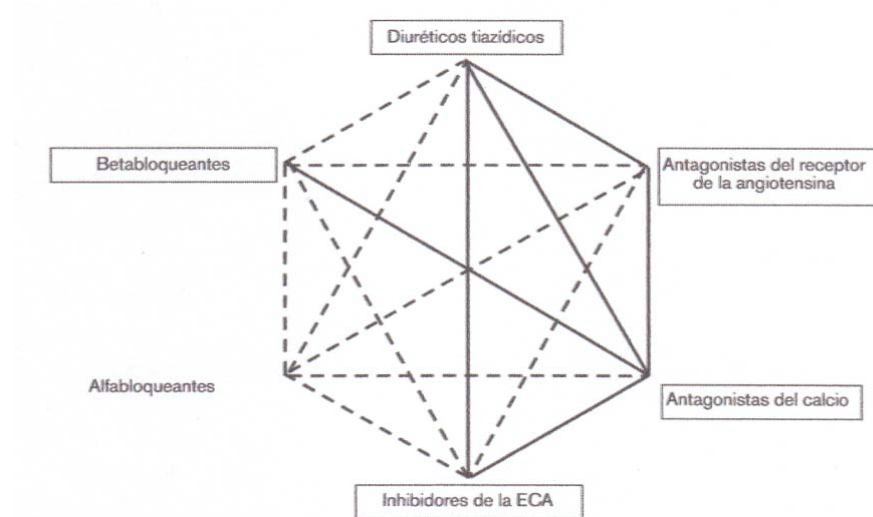 Diuréticos tiazídicos
Betabloqueantes
Antagonistas del receptor
de la angiotensina
Alfabloqueantes
Antagonistas del calcio
Inhibidores de la ECA